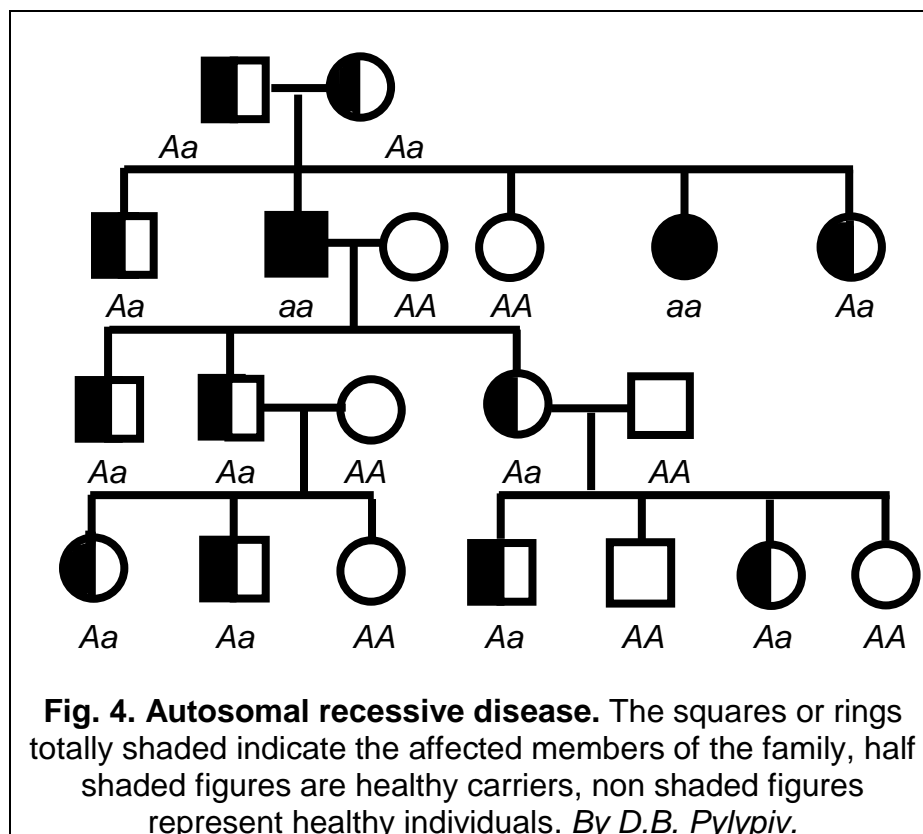 Aa Aa
Aa aa AA AA aa Aa
Aa Aa AA Aa AA
Aa Aa AA Aa AA Aa AA
Fig. 4. Autosomal recessive disease. The squares or rings
totally shaded indicate the affected members of the family, half
shaded figures are healthy carriers, non shaded figures
represent healthy individuals. By D.B. Pylypiv.